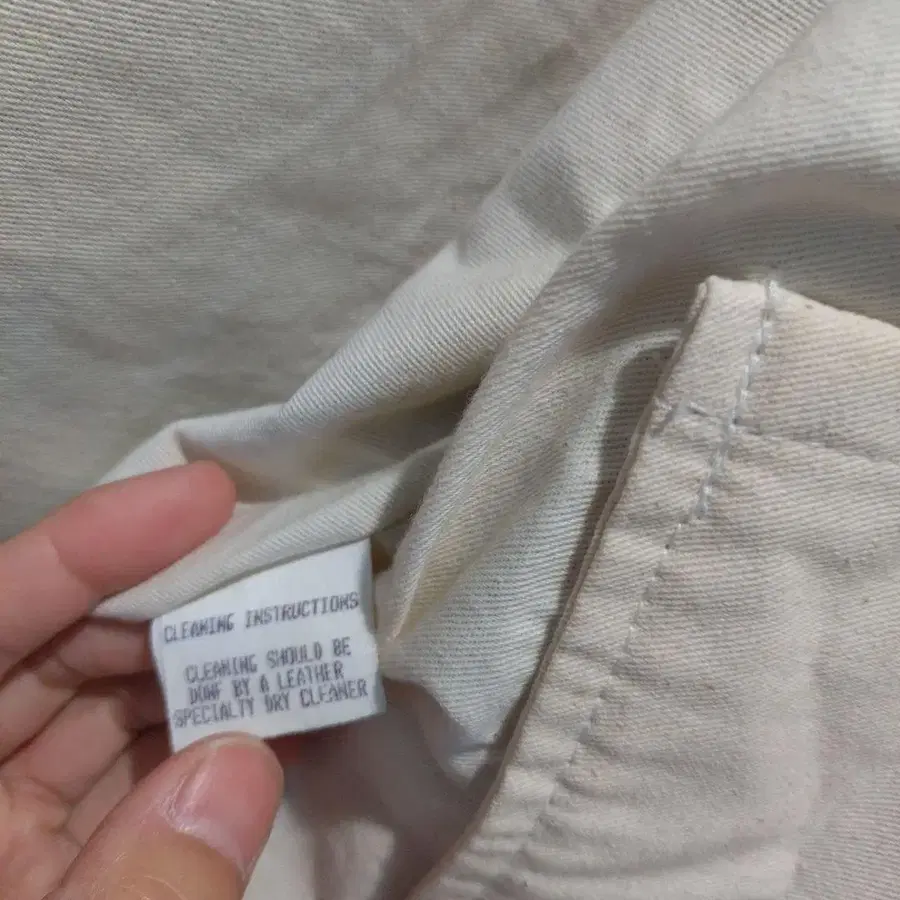 CLEANING INSTRUCTIONS
CLEANING SHOULD BE
DONE BY A LEATHER
SPECIALTY DRY CLEANER